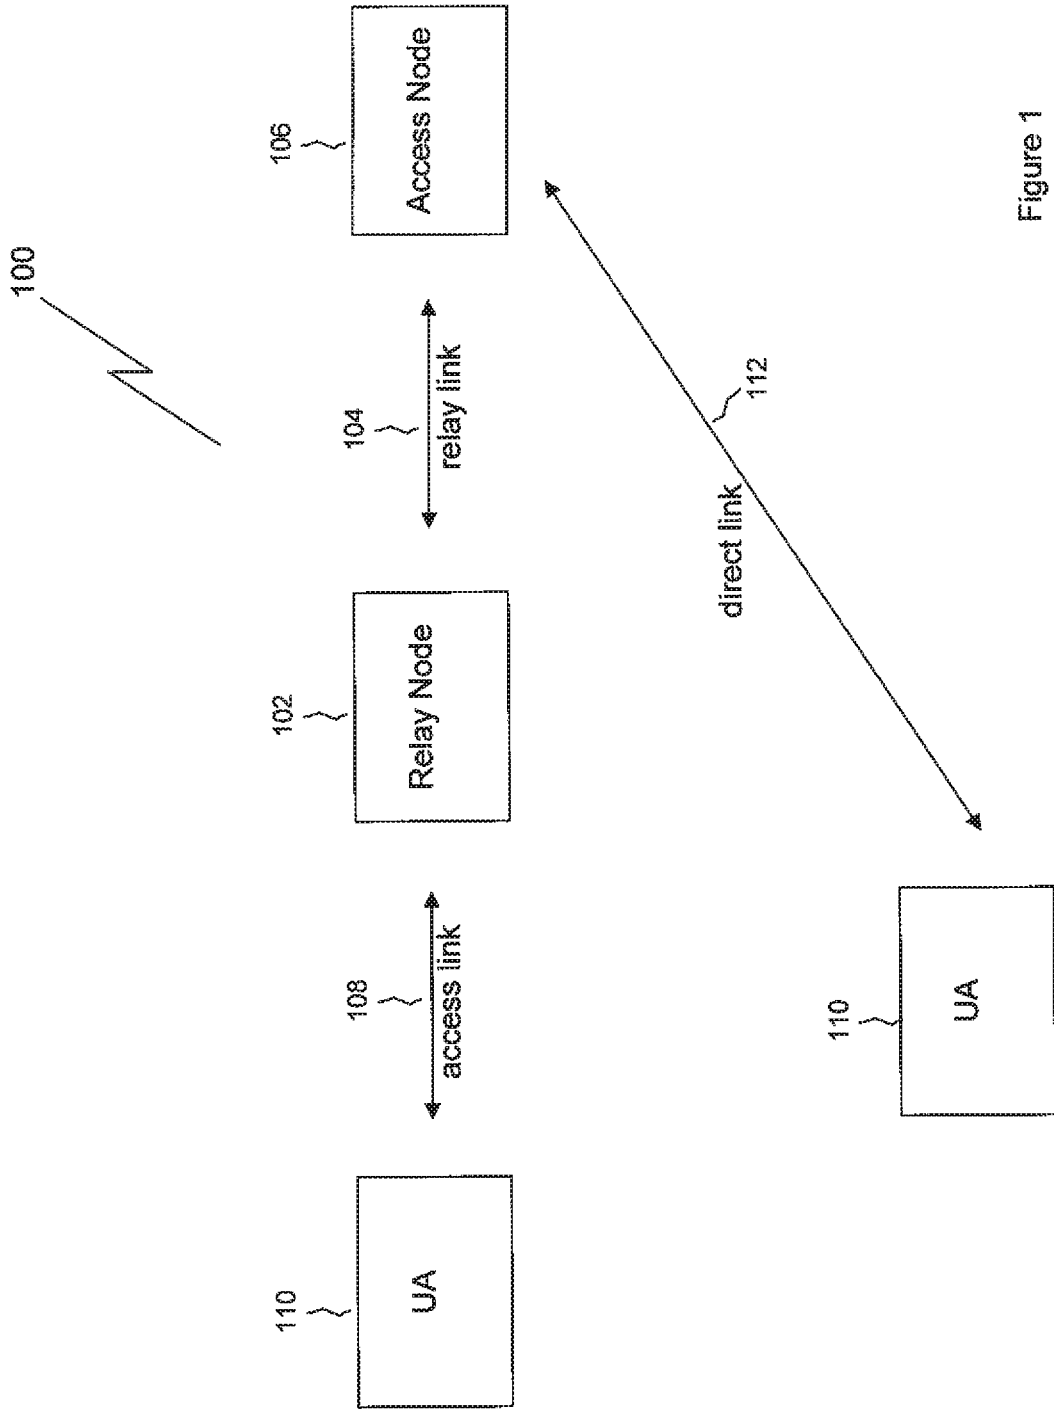 100
110
UA
108
access link
102
Relay Node
104
relay link
106
Access Node
110
UA
direct link
112
Figure 1